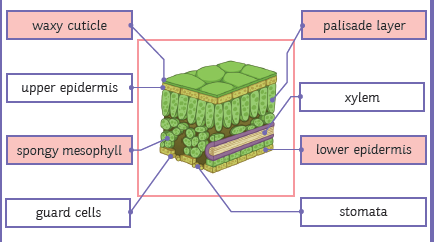 waxy cuticle
palisade layer
upper epidermis
xylem
spongy mesophyll
lower epidermis
guard cells
stomata